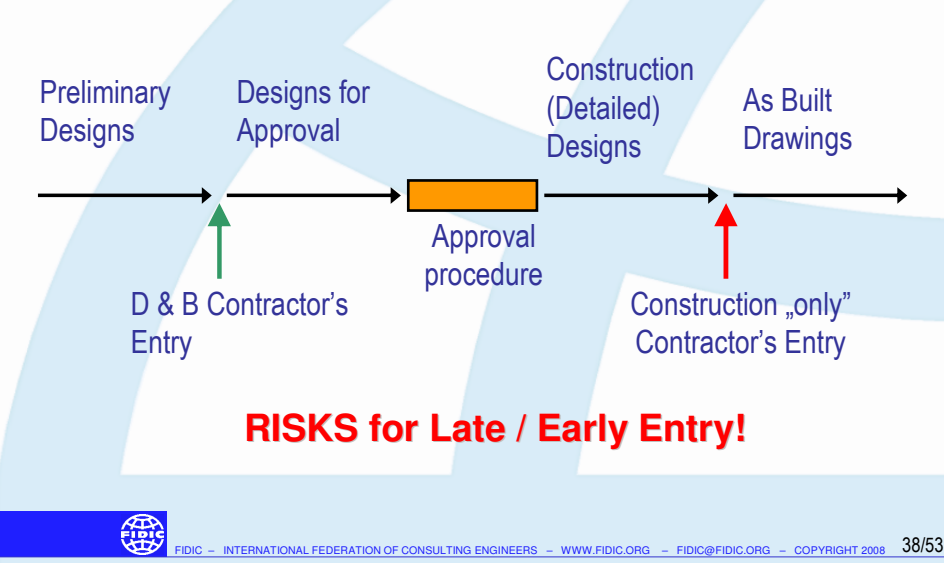 Preliminary
Designs
Designs for
Approval
Construction
(Detailed)
Designs
As Built
Drawings
Approval
procedure
D & B Contractor's
Entry
Construction „only”
Contractor's Entry
RISKS for Late / Early Entry!
FIDIC
FIDIC – INTERNATIONAL FEDERATION OF CONSULTING ENGINEERS – WWW.FIDIC.ORG – FIDIC@FIDIC.ORG – COPYRIGHT 2008 38/53